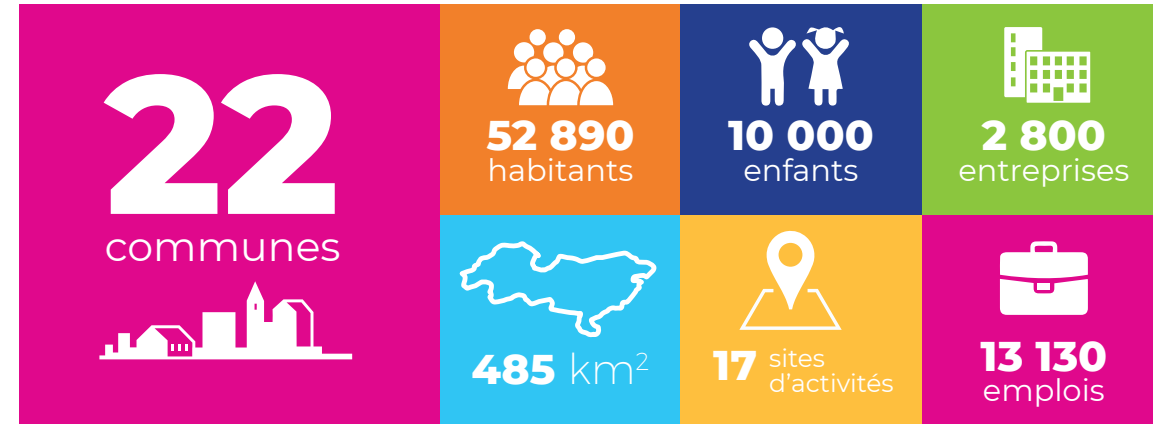 22
communes
52 890
habitants
10 000
enfants
2 800
entreprises
485 km²
17 sites
d'activités
13 130
emplois